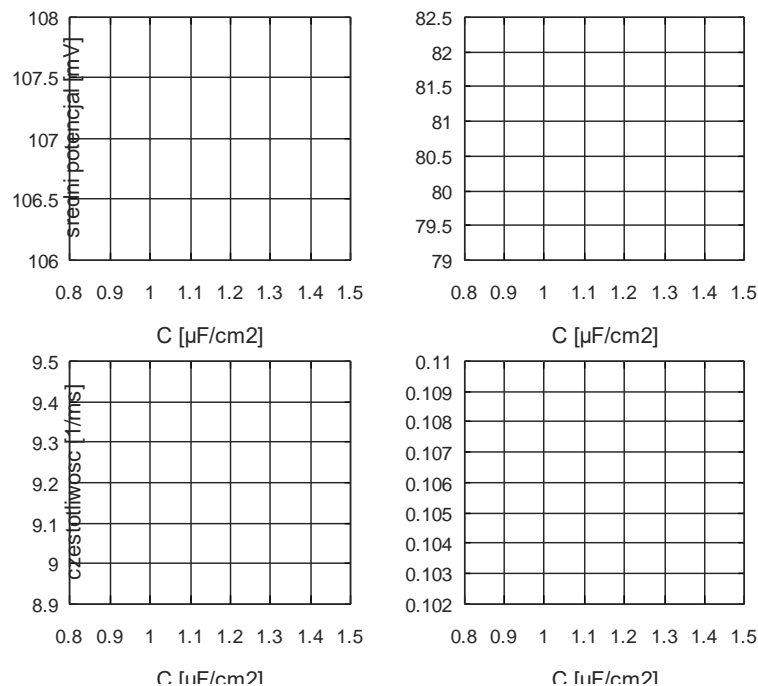 108
107.5
107
106.5
106
sredni potencjal [mV]
0.8 0.9 1 1.1 1.2 1.3 1.4 1.5
C [µF/cm2]
82.5
82
81.5
81
80.5
80
79.5
79
0.8 0.9 1 1.1 1.2 1.3 1.4 1.5
C [µF/cm2]
9.5
9.4
9.3
9.2
9.1
9
8.9
czestotliwosc [1/ms]
0.8 0.9 1 1.1 1.2 1.3 1.4 1.5
C [µF/cm2]
0.11
0.109
0.108
0.107
0.106
0.105
0.104
0.103
0.102
0.8 0.9 1 1.1 1.2 1.3 1.4 1.5
C [µF/cm2]